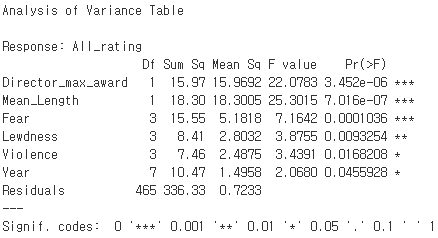 Analysis of Variance Table
Response: All_rating
Df Sum Sq Mean Sq F value Pr(>F)
Director_max_award 1 15.97 15.9692 22.0783 3.452e-06 ***
Mean_Length 1 18.30 18.3005 25.3015 7.016e-07 ***
Fear 3 15.55 5.1818 7.1642 0.0001036 ***
Lewdness 3 8.41 2.8032 3.8755 0.0093254 **
Violence 3 7.46 2.4875 3.4391 0.0168208 *
Year 7 10.47 1.4958 2.0680 0.0455928 *
Residuals 465 336.33 0.7233
---
Signif. codes: 0 '***' 0.001 '**' 0.01 '*' 0.05 '.' 0.1 ' ' 1